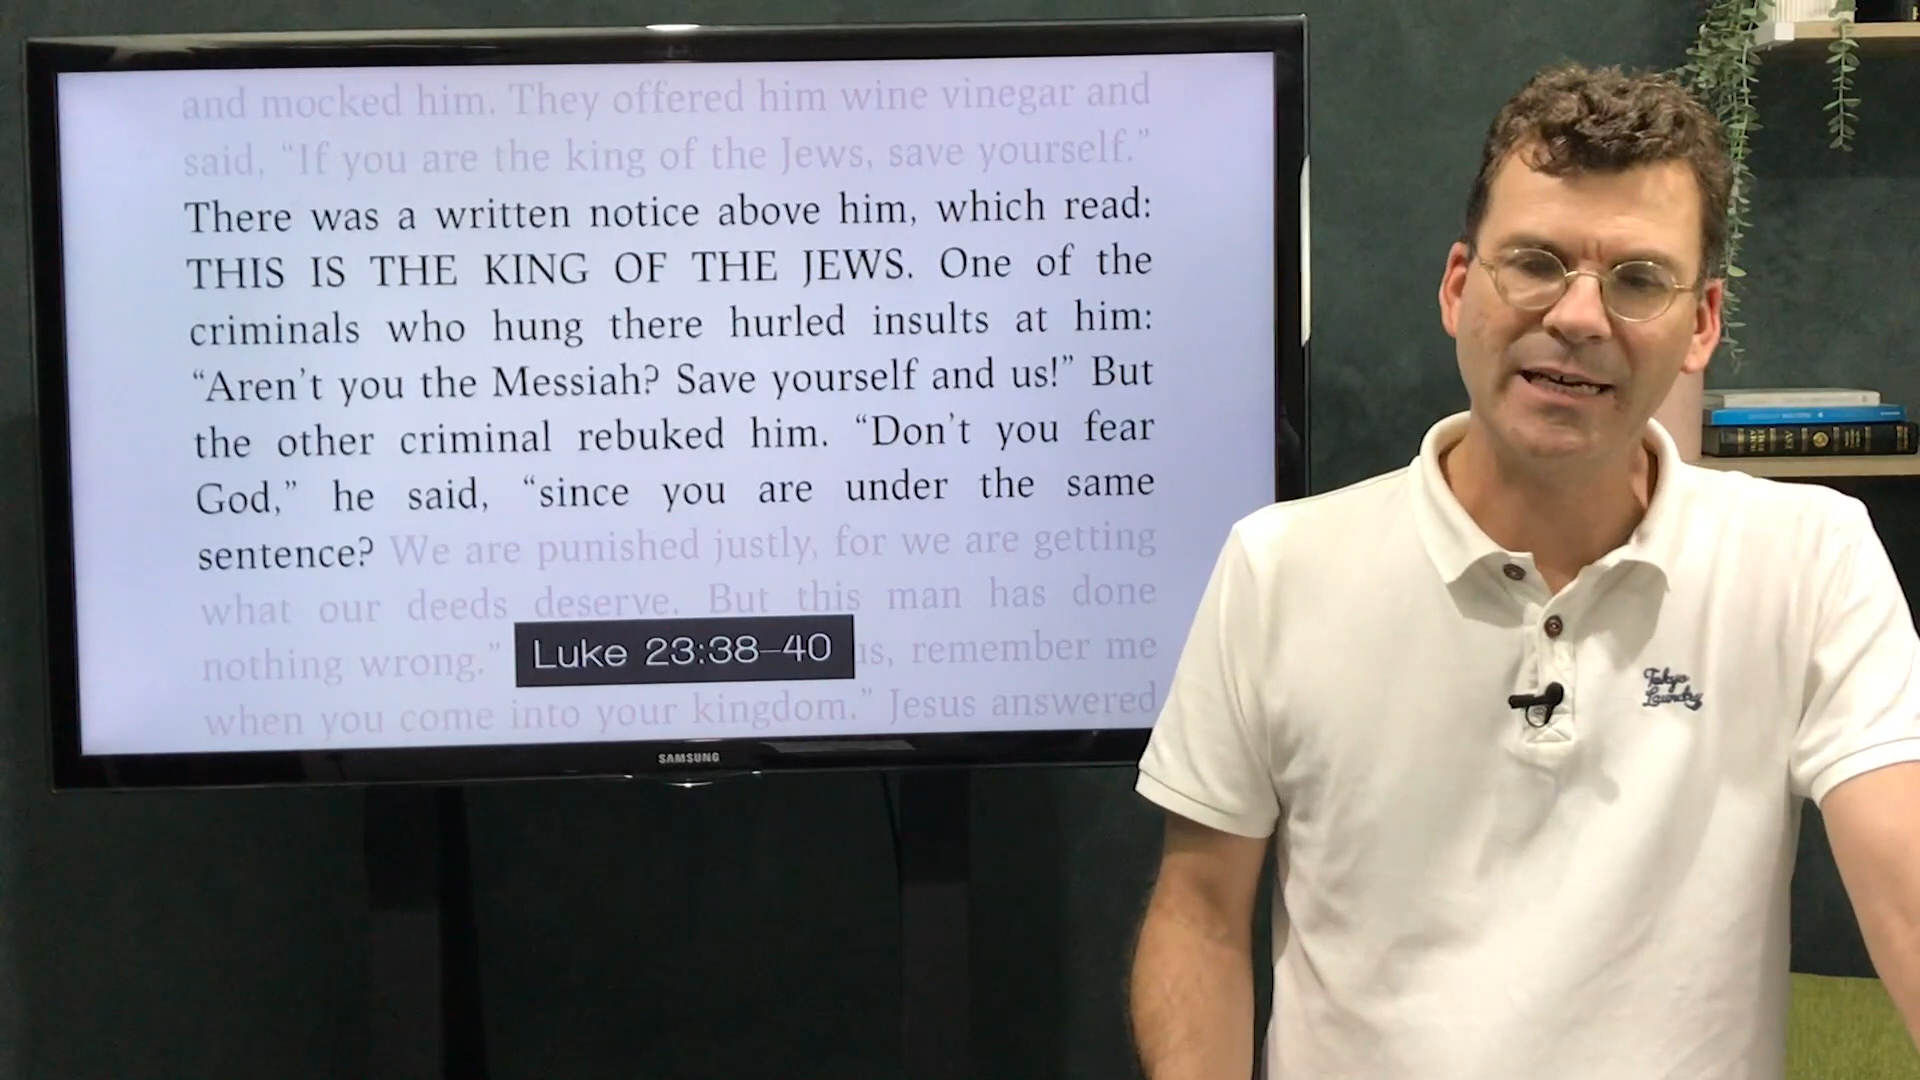 and mocked him. They offered him wine vinegar and
said, “If you are the king of the Jews, save yourself.”
There was a written notice above him, which read:
THIS IS THE KING OF THE JEWS. One of the
criminals who hung there hurled insults at him:
“Aren’t you the Messiah? Save yourself and us!” But
the other criminal rebuked him. “Don’t you fear
God,” he said, “since you are under the same
sentence? We are punished justly, for we are getting
what our deeds deserve. But this man has done
nothing wrong.” us, remember me
Luke 23:38–40
when you come into your kingdom.” Jesus answered
SAMSUNG
Tokyo
Laundry